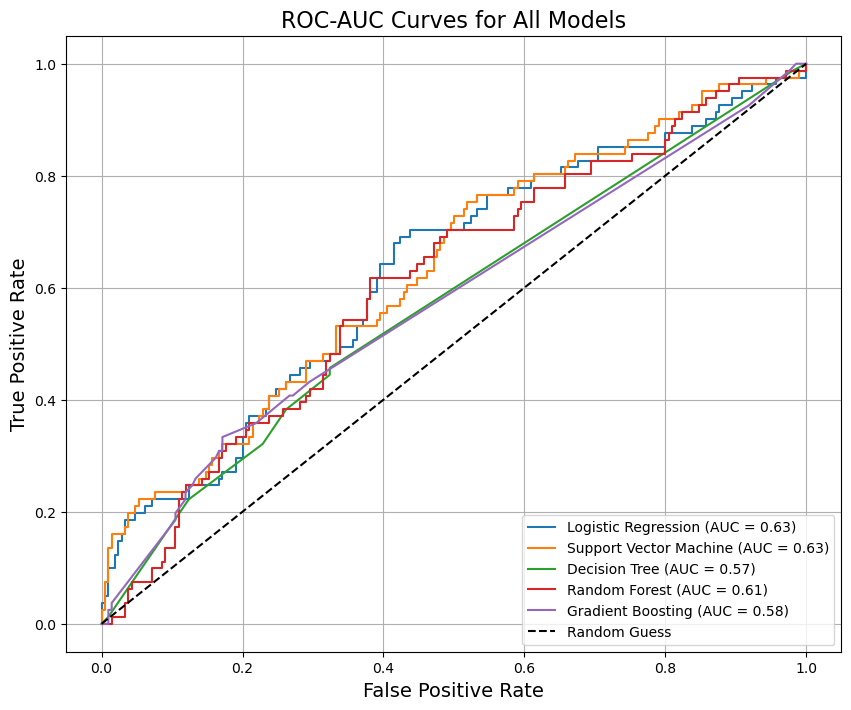 ROC-AUC Curves for All Models
True Positive Rate
1.0
0.8
0.6
0.4
0.2
0.0
Logistic Regression (AUC = 0.63)
Support Vector Machine (AUC = 0.63)
Decision Tree (AUC = 0.57)
Random Forest (AUC = 0.61)
Gradient Boosting (AUC = 0.58)
Random Guess
0.0 0.2 0.4 0.6 0.8 1.0
False Positive Rate